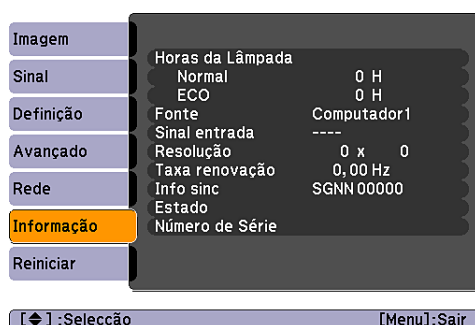 Imagem
Sinal
Definição
Avançado
Rede
Informação
Reiniciar
Horas da Lâmpada
Normal 0 H
ECO 0 H
Fonte Computador1
Sinal entrada ----
Resolução 0 x 0
Taxa renovação 0,00 Hz
Info sinc SGNN 00000
Estado
Número de Série
[ ] :Selecção [Menu]:Sair